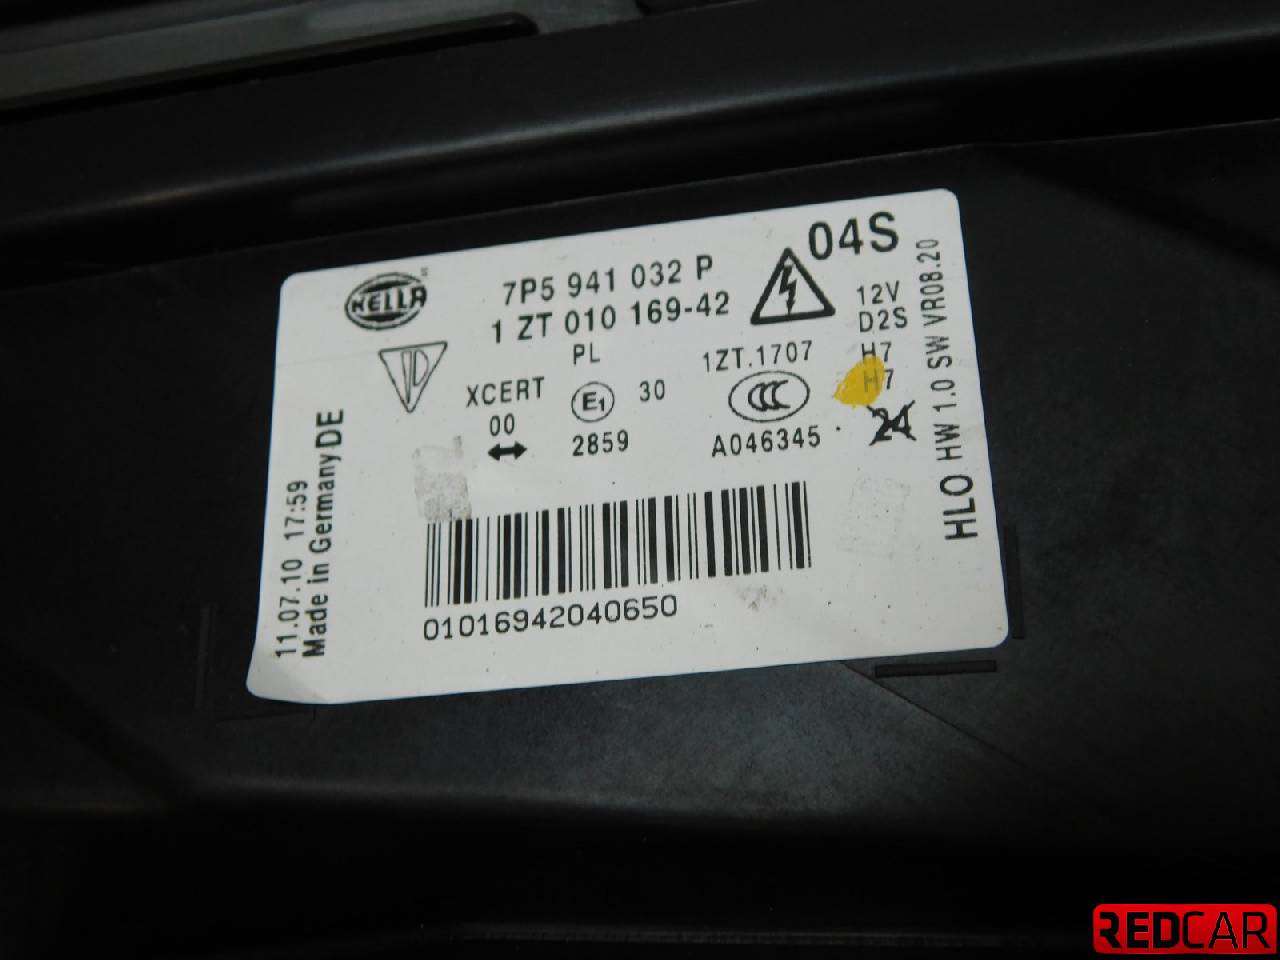 HELLA
7P5 941 032 P
1 ZT 010 169-42
04S
12V
D2S
H7
H7
24
PL
XCERT
00
E1
30
2859
1ZT.1707
CCC
A046345
01016942040650
11.07.10 17:59
Made in Germany DE
HLO HW 1.0 SW VR08.20
REDCAR